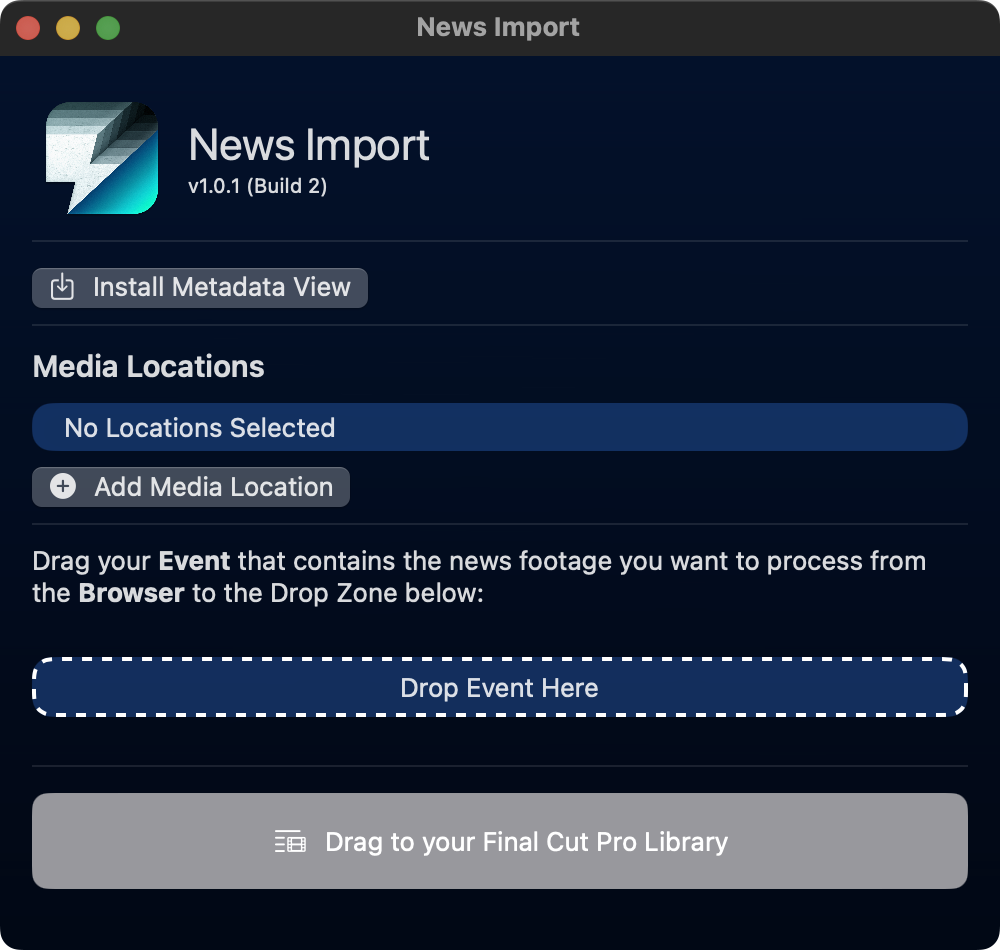 News Import
News Import
v1.0.1 (Build 2)
Install Metadata View
Media Locations
No Locations Selected
Add Media Location
Drag your Event that contains the news footage you want to process from
the Browser to the Drop Zone below:
Drop Event Here
Drag to your Final Cut Pro Library